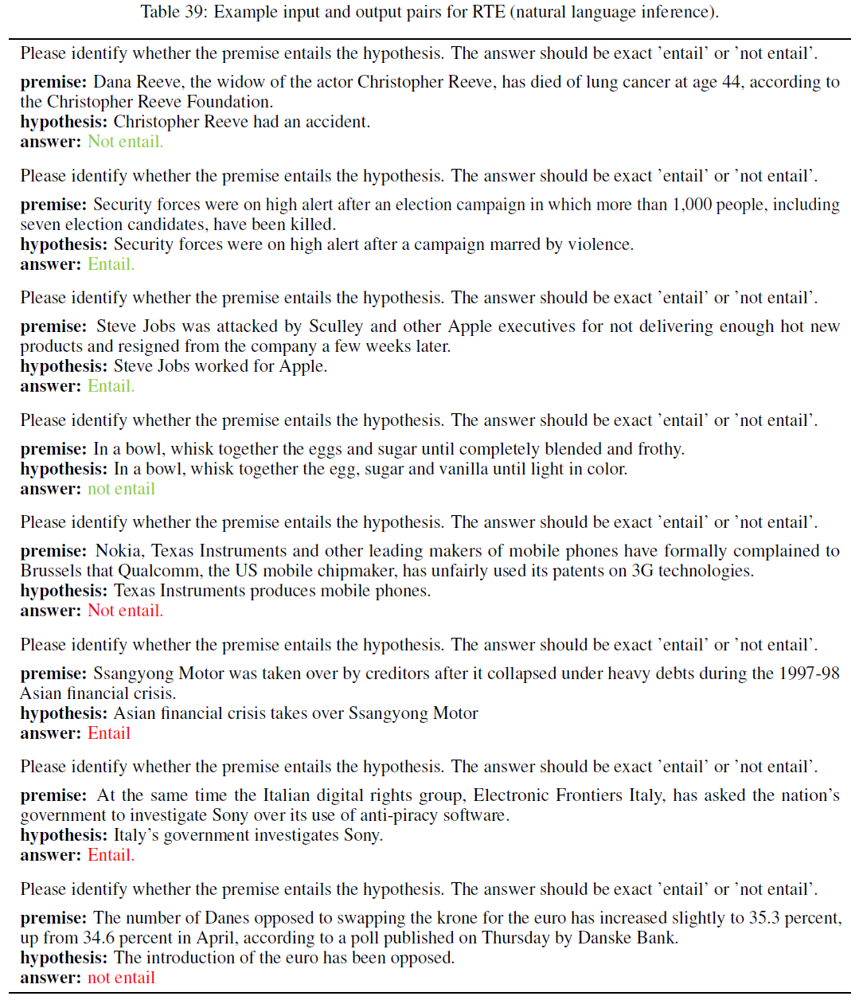 Table 39: Example input and output pairs for RTE (natural language inference).
Please identify whether the premise entails the hypothesis. The answer should be exact ’entail’ or ’not entail’.
premise: Dana Reeve, the widow of the actor Christopher Reeve, has died of lung cancer at age 44, according to
the Christopher Reeve Foundation.
hypothesis: Christopher Reeve had an accident.
answer: Not entail.
Please identify whether the premise entails the hypothesis. The answer should be exact ’entail’ or ’not entail’.
premise: Security forces were on high alert after an election campaign in which more than 1,000 people, including
seven election candidates, have been killed.
hypothesis: Security forces were on high alert after a campaign marred by violence.
answer: Entail.
Please identify whether the premise entails the hypothesis. The answer should be exact ’entail’ or ’not entail’.
premise: Steve Jobs was attacked by Sculley and other Apple executives for not delivering enough hot new
products and resigned from the company a few weeks later.
hypothesis: Steve Jobs worked for Apple.
answer: Entail.
Please identify whether the premise entails the hypothesis. The answer should be exact ’entail’ or ’not entail’.
premise: In a bowl, whisk together the eggs and sugar until completely blended and frothy.
hypothesis: In a bowl, whisk together the egg, sugar and vanilla until light in color.
answer: not entail
Please identify whether the premise entails the hypothesis. The answer should be exact ’entail’ or ’not entail’.
premise: Nokia, Texas Instruments and other leading makers of mobile phones have formally complained to
Brussels that Qualcomm, the US mobile chipmaker, has unfairly used its patents on 3G technologies.
hypothesis: Texas Instruments produces mobile phones.
answer: Not entail.
Please identify whether the premise entails the hypothesis. The answer should be exact ’entail’ or ’not entail’.
premise: Ssangyong Motor was taken over by creditors after it collapsed under heavy debts during the 1997-98
Asian financial crisis.
hypothesis: Asian financial crisis takes over Ssangyong Motor
answer: Entail
Please identify whether the premise entails the hypothesis. The answer should be exact ’entail’ or ’not entail’.
premise: At the same time the Italian digital rights group, Electronic Frontiers Italy, has asked the nation’s
government to investigate Sony over its use of anti-piracy software.
hypothesis: Italy’s government investigates Sony.
answer: Entail.
Please identify whether the premise entails the hypothesis. The answer should be exact ’entail’ or ’not entail’.
premise: The number of Danes opposed to swapping the krone for the euro has increased slightly to 35.3 percent,
up from 34.6 percent in April, according to a poll published on Thursday by Danske Bank.
hypothesis: The introduction of the euro has been opposed.
answer: not entail